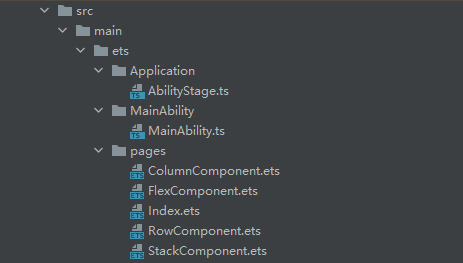 src
main
ets
Application
AbilityStage.ts
MainAbility
MainAbility.ts
pages
ColumnComponent.ets
FlexComponent.ets
Index.ets
RowComponent.ets
StackComponent.ets